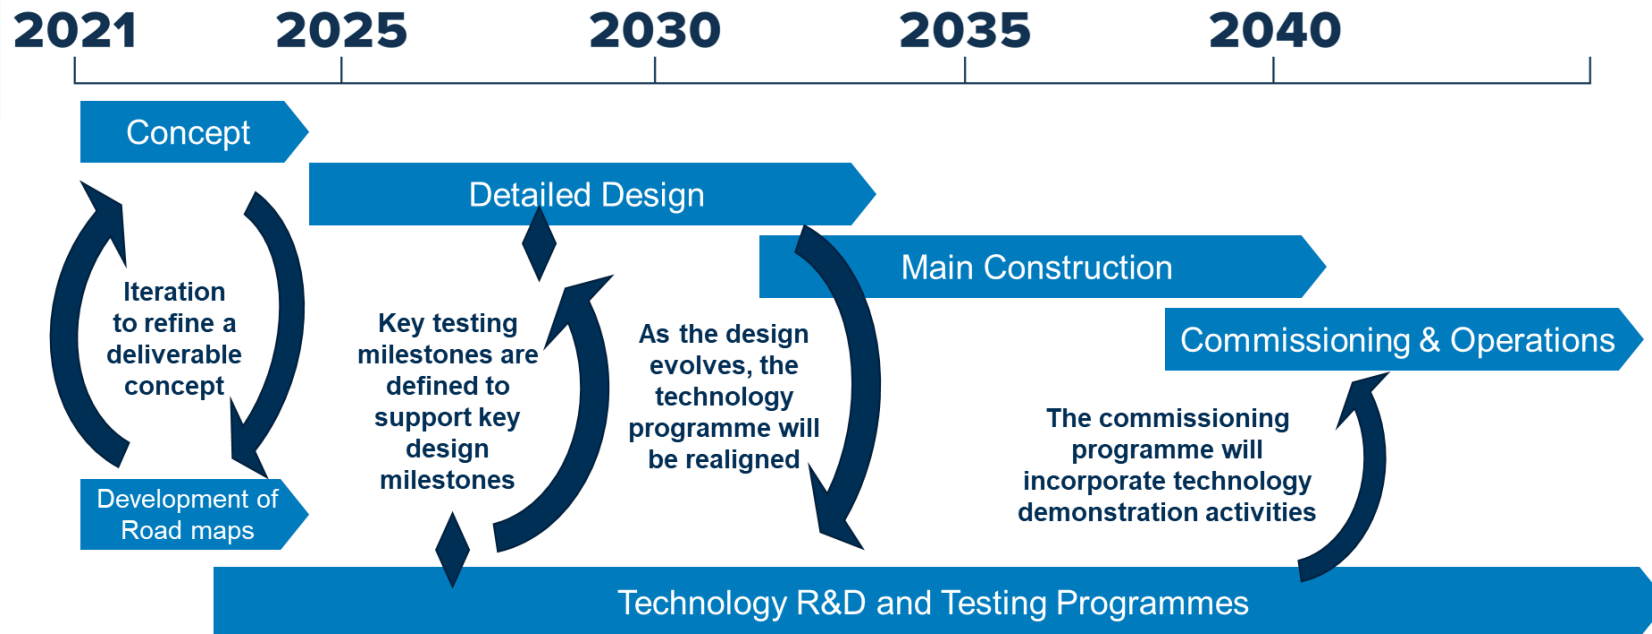 2021 2025 2030 2035 2040
Concept
Detailed Design
Main Construction
Commissioning & Operations
Iteration
to refine a
deliverable
concept
Key testing
milestones are
defined to
support key
design
milestones
As the design
evolves, the
technology
programme will
be realigned
The commissioning
programme will
incorporate technology
demonstration activities
Development of
Road maps
Technology R&D and Testing Programmes